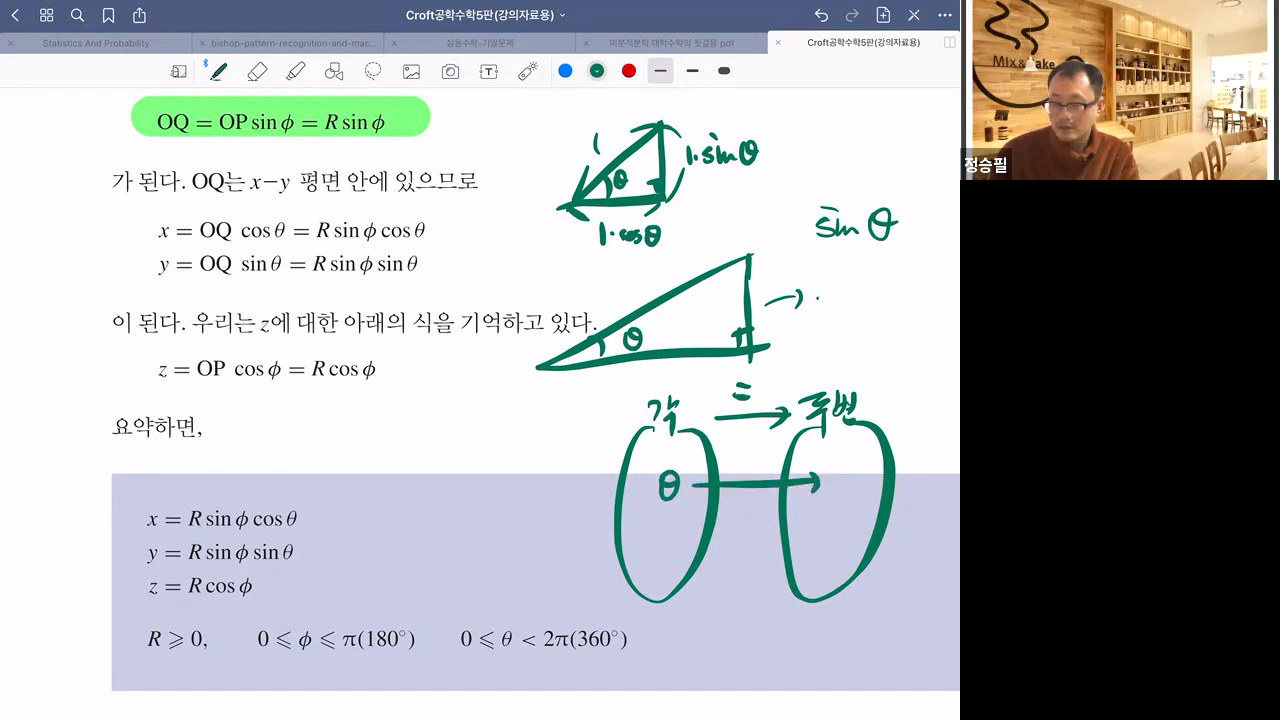 Croft공학수학5판(강의자료용)
Statistics And Probability
bishop-pattern-recognition-and-mac...
실용수학-기말문제
미분적분학 대학수학의 첫걸음.pdf
Croft공학수학5판(강의자료용)
OQ = OP sin ϕ = R sin ϕ
가 된다. OQ는 x−y 평면 안에 있으므로
x = OQ cos θ = R sin ϕ cos θ
y = OQ sin θ = R sin ϕ sin θ
이 된다. 우리는 z에 대한 아래의 식을 기억하고 있다.
z = OP cos ϕ = R cos ϕ
요약하면,
x = R sin ϕ cos θ
y = R sin ϕ sin θ
z = R cos ϕ
R ⩾ 0, 0 ⩽ ϕ ⩽ π(180°) 0 ⩽ θ < 2π(360°)
1
θ
1·sin θ
1·cos θ
sin θ
θ
각
θ
Mix&Bake
정승필